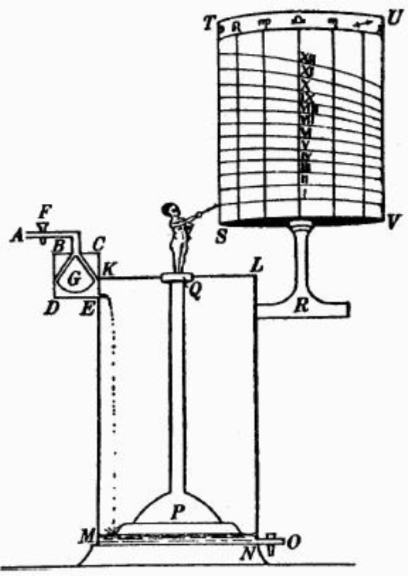 T R ♍ ♎ ♏ ♐ U
XII
XI
X
IX
VIII
VII
VI
V
IV
III
II
I
S V
F
A B C
G K L
D E Q R
P
M N O